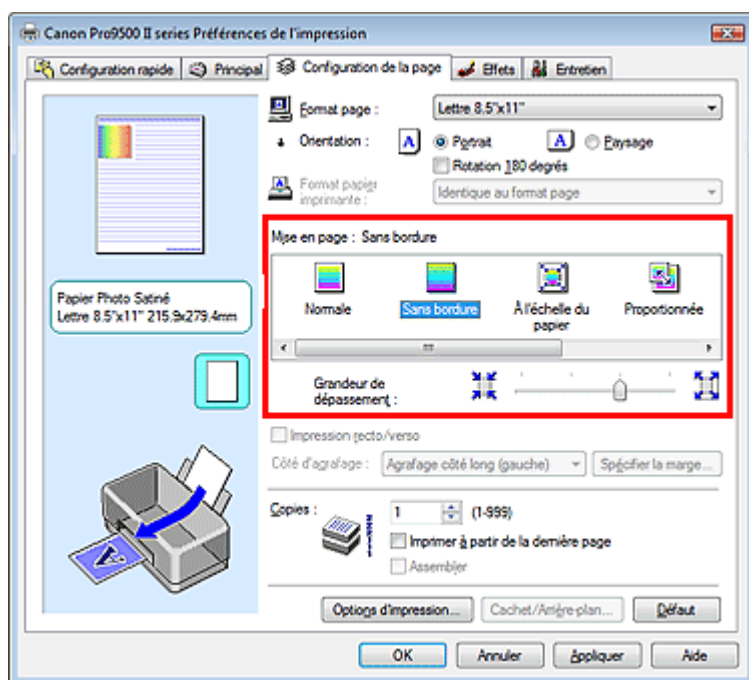 Canon Pro9500 II series Préférences de l'impression
Configuration rapide Principal Configuration de la page Effets Entretien
Format page : Lettre 8.5"x11"
Orientation : A Portrait A Paysage
Rotation 180 degrés
Format papier imprimante : Identique au format page
Mise en page : Sans bordure
Normale Sans bordure À l'échelle du papier Proportionnée
Papier Photo Satiné
Lettre 8.5"x11" 215.9x279.4mm
Grandeur de dépassement :
Impression recto/verso
Côté d'agrafage : Agrafage côté long (gauche) Spécifier la marge...
Copies : 1 (1-999)
Imprimer à partir de la dernière page
Assembler
Options d'impression... Cachet/Arrière-plan... Défaut
OK Annuler Appliquer Aide